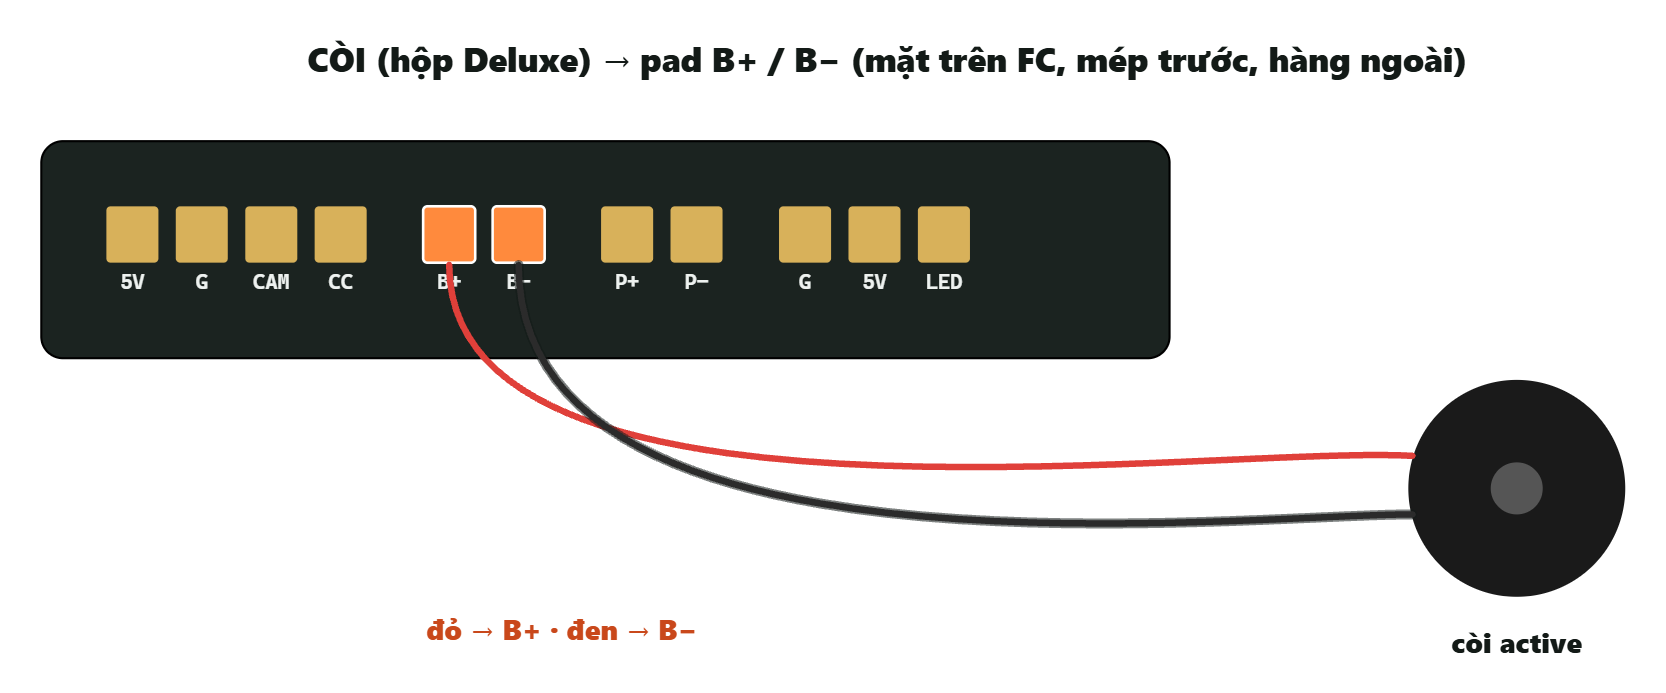 CÒI (hộp Deluxe) → pad B+ / B− (mặt trên FC, mép trước, hàng ngoài)
5V G CAM CC B+ B− P+ P− G 5V LED
đỏ → B+ · đen → B−
còi active